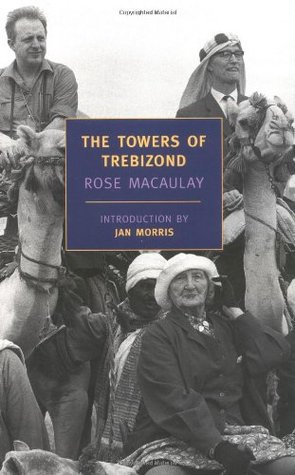 THE TOWERS OF
TREBIZOND
ROSE MACAULAY
INTRODUCTION BY
JAN MORRIS